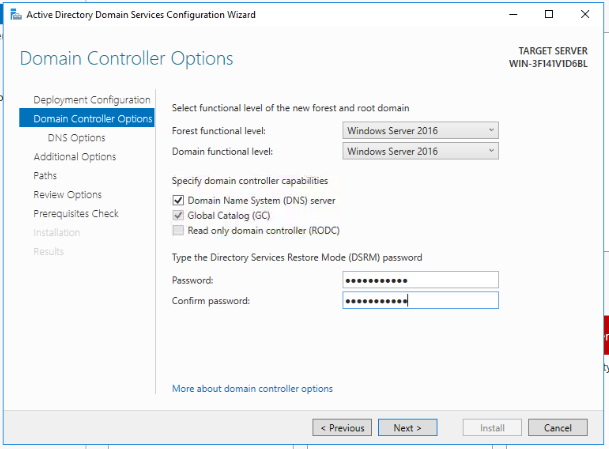 Active Directory Domain Services Configuration Wizard
Domain Controller Options
TARGET SERVER
WIN-3F141V1D6BL
Deployment Configuration
Domain Controller Options
DNS Options
Additional Options
Paths
Review Options
Prerequisites Check
Installation
Results
Select functional level of the new forest and root domain
Forest functional level: Windows Server 2016
Domain functional level: Windows Server 2016
Specify domain controller capabilities
Domain Name System (DNS) server
Global Catalog (GC)
Read only domain controller (RODC)
Type the Directory Services Restore Mode (DSRM) password
Password: •••••••••••
Confirm password: •••••••••••
More about domain controller options
< Previous Next > Install Cancel